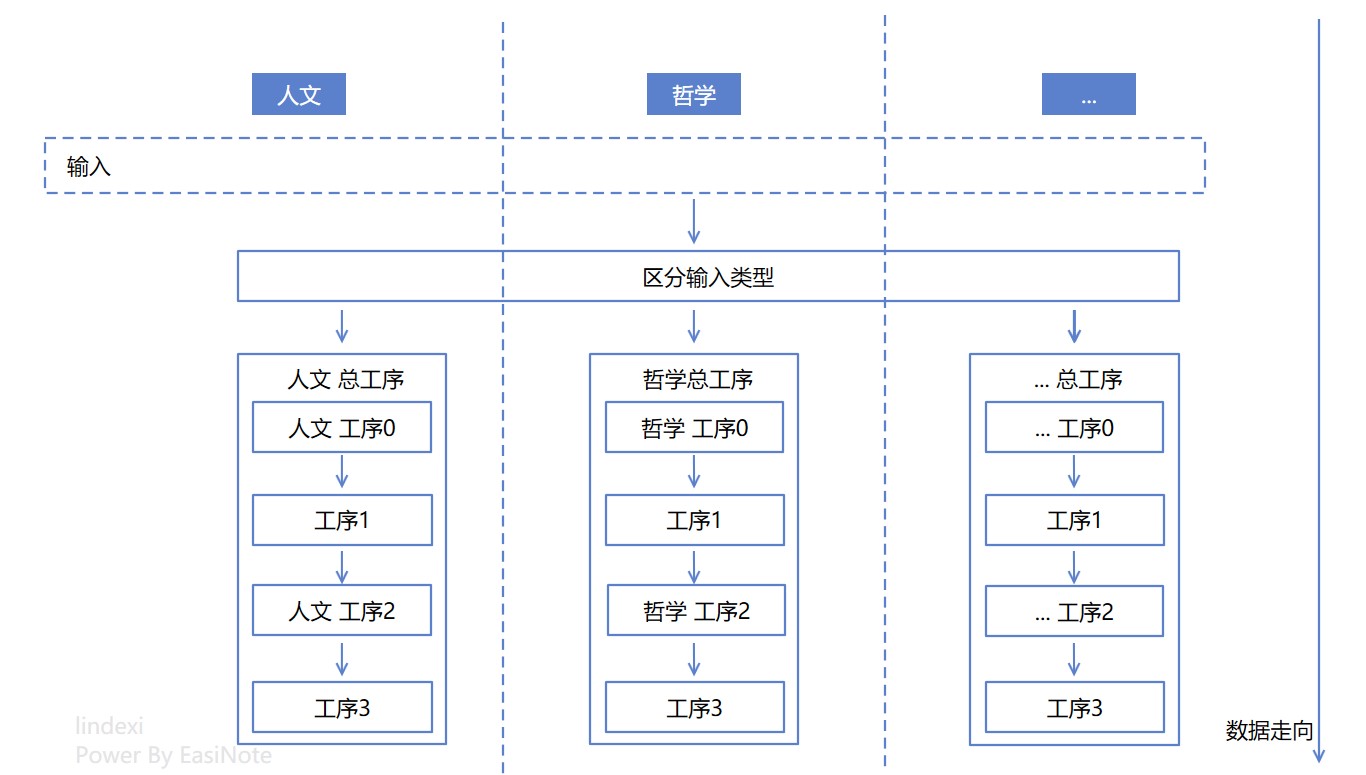 人文
哲学
...
输入
区分输入类型
人文 总工序
哲学总工序
... 总工序
人文 工序0
哲学 工序0
... 工序0
工序1
工序1
工序1
人文 工序2
哲学 工序2
... 工序2
工序3
工序3
工序3
数据走向
lindexi
Power By EasiNote